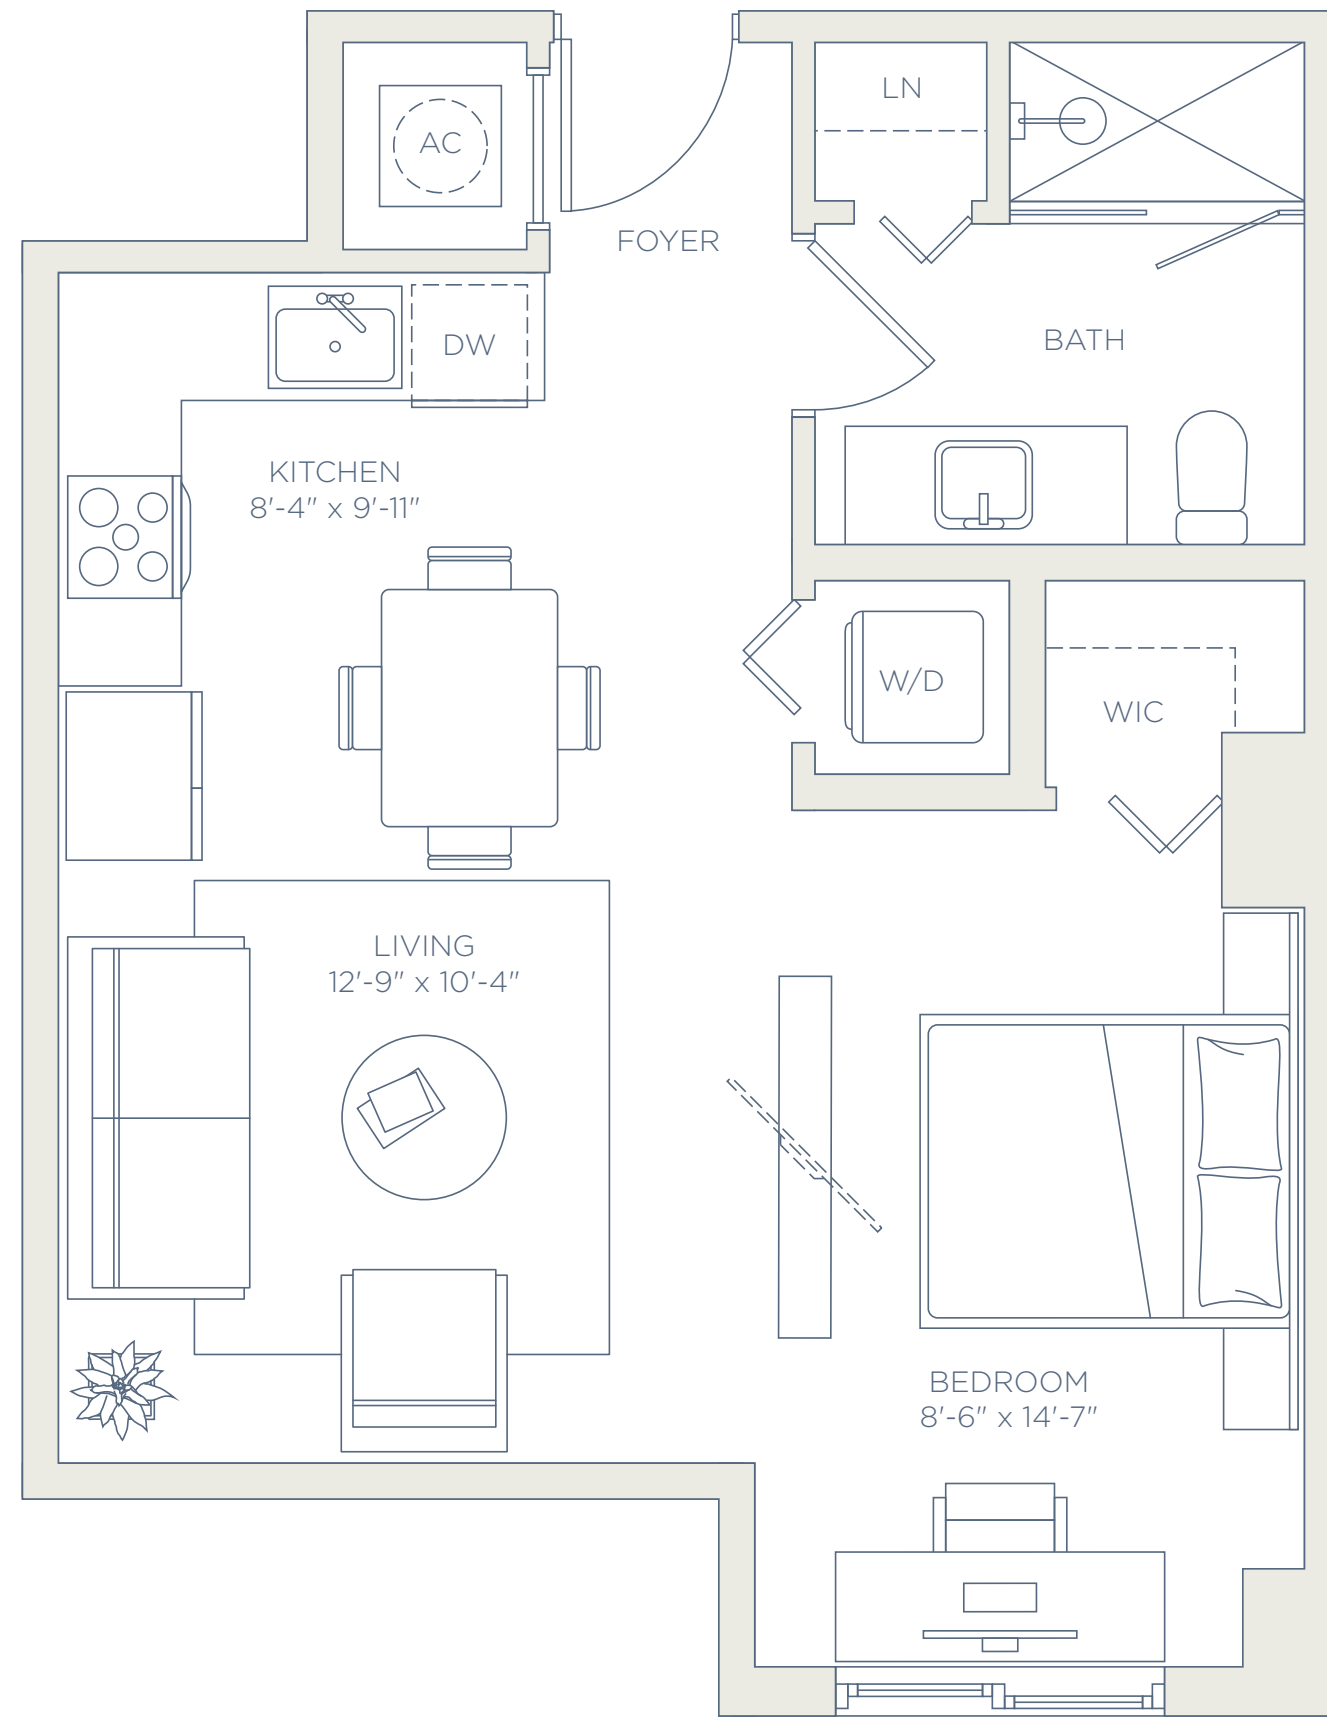 LN
AC
FOYER
BATH
DW
KITCHEN
8'-4" x 9'-11"
W/D
WIC
LIVING
12'-9" x 10'-4"
BEDROOM
8'-6" x 14'-7"